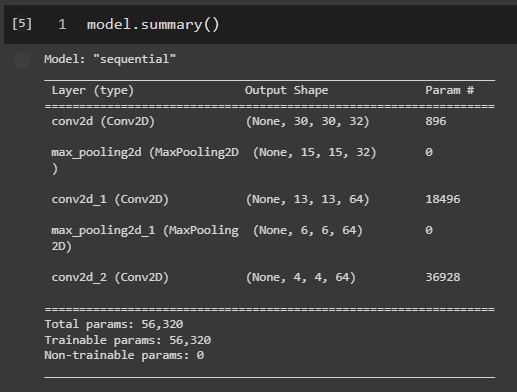 [5] 1 model.summary()
Model: "sequential"
Layer (type) Output Shape Param #
conv2d (Conv2D) (None, 30, 30, 32) 896
max_pooling2d (MaxPooling2D (None, 15, 15, 32) 0
)
conv2d_1 (Conv2D) (None, 13, 13, 64) 18496
max_pooling2d_1 (MaxPooling (None, 6, 6, 64) 0
2D)
conv2d_2 (Conv2D) (None, 4, 4, 64) 36928
Total params: 56,320
Trainable params: 56,320
Non-trainable params: 0